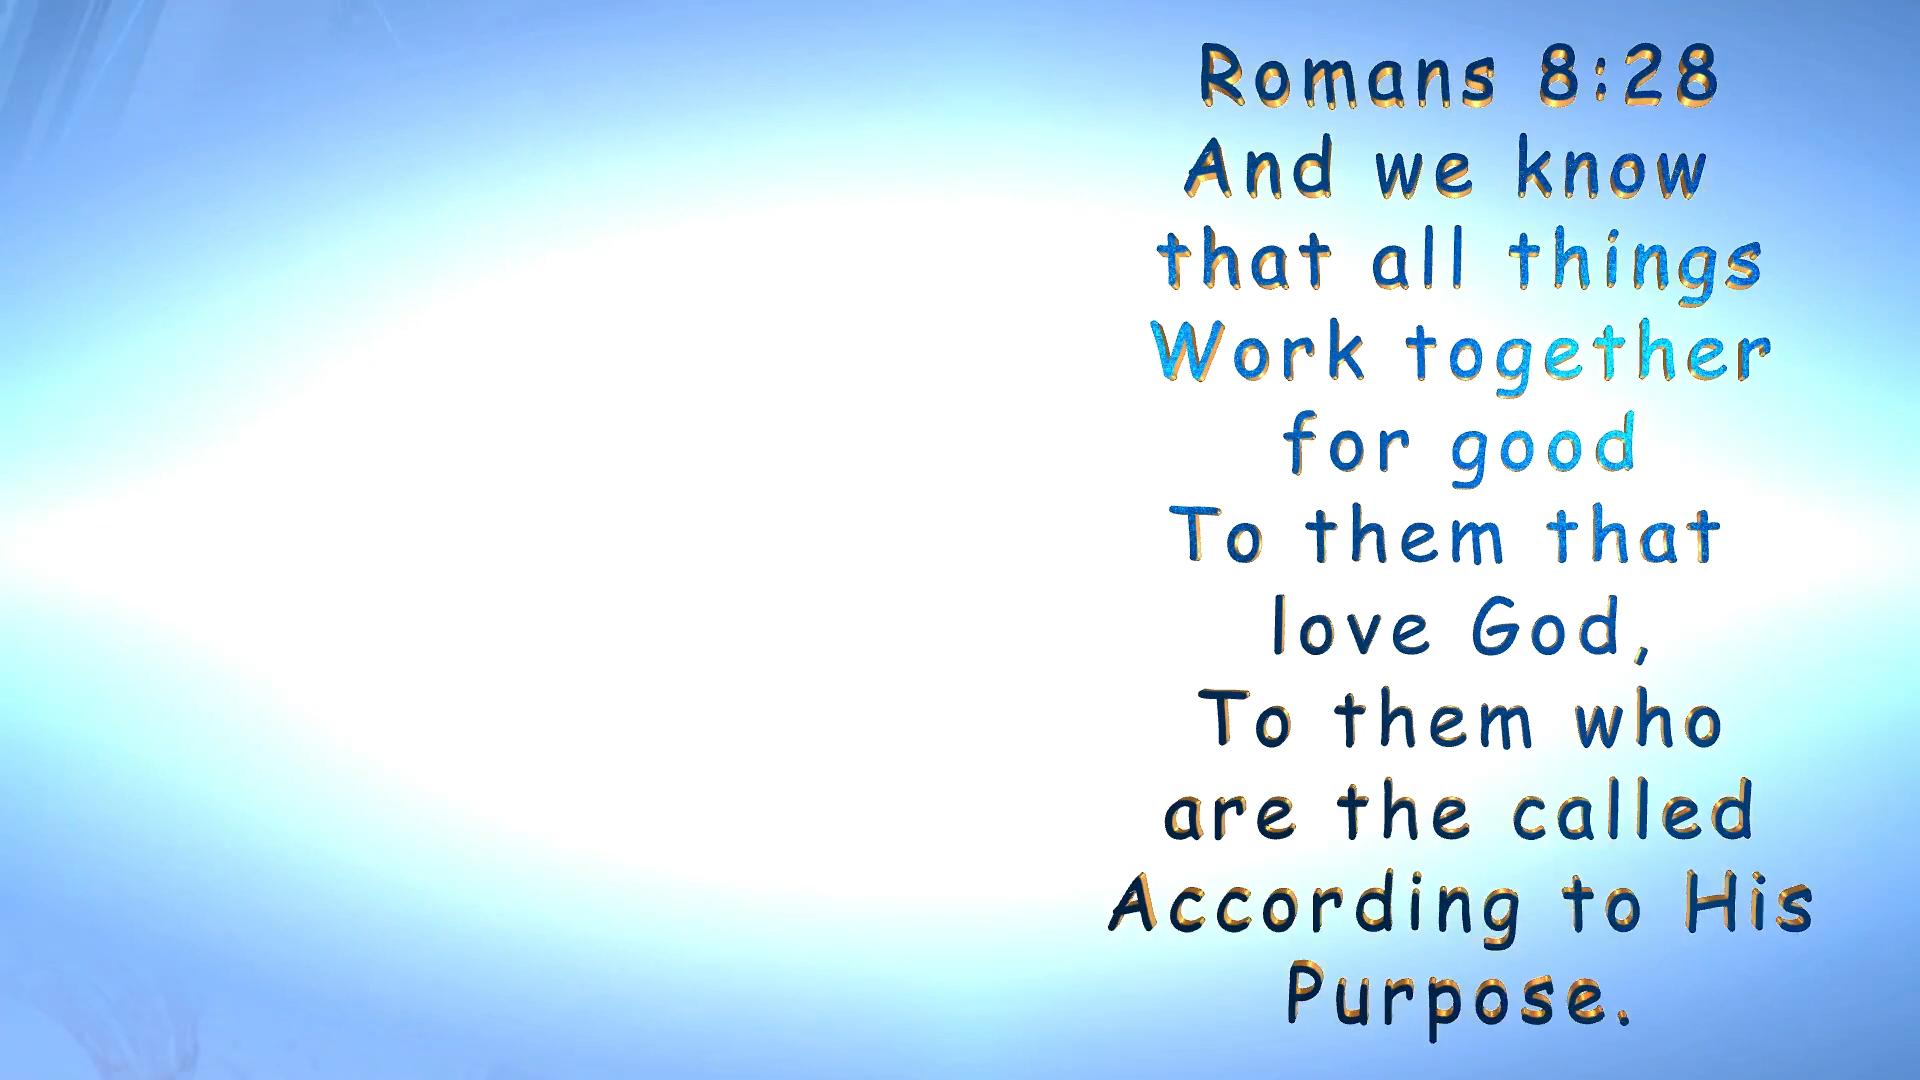 Romans 8:28
And we know
that all things
Work together
for good
To them that
love God,
To them who
are the called
According to His
Purpose.